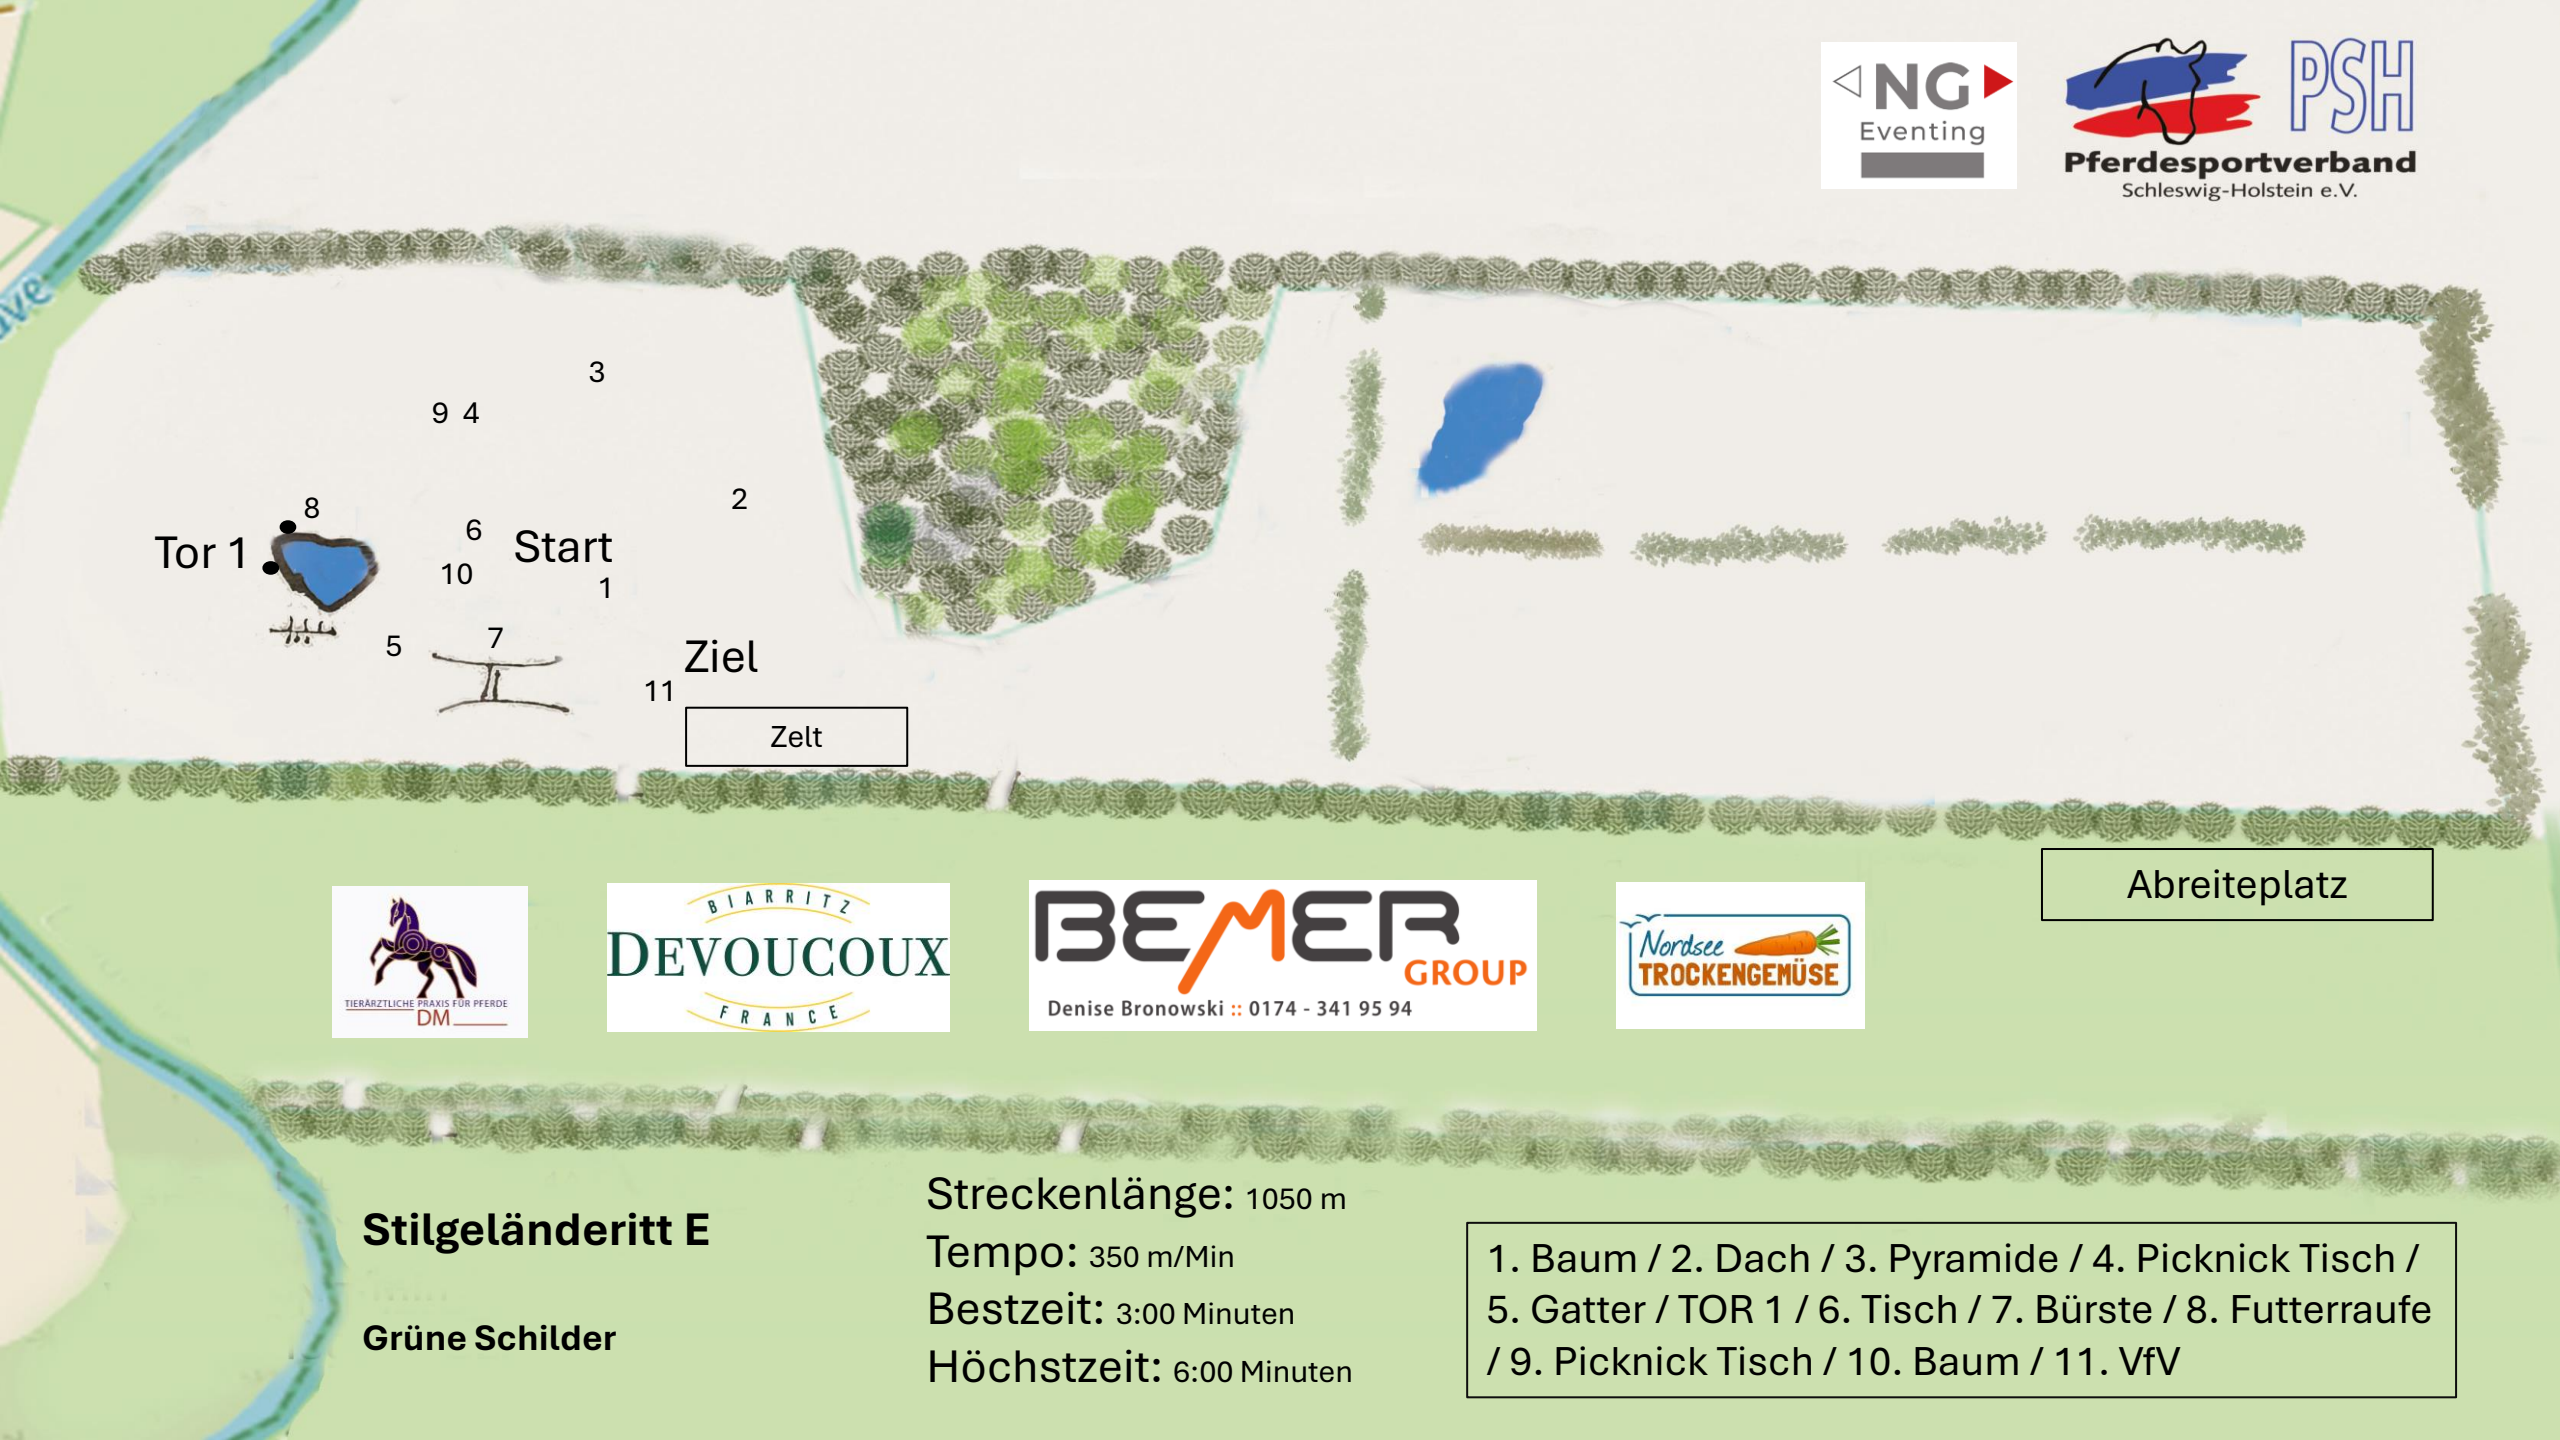 NG
Eventing
PSH
Pferdesportverband
Schleswig-Holstein e.V.
3
9 4
2
8
6
Tor 1
Start
10
1
7
5
Ziel
11
Zelt
Abreiteplatz
TIERÄRZTLICHE PRAXIS FÜR PFERDE
DM
BIARRITZ
DEVOUCOUX
FRANCE
BEMER
GROUP
Denise Bronowski :: 0174 - 341 95 94
Nordsee
TROCKENGEMÜSE
Stilgeländeritt E
Grüne Schilder
Streckenlänge: 1050 m
Tempo: 350 m/Min
Bestzeit: 3:00 Minuten
Höchstzeit: 6:00 Minuten
1. Baum / 2. Dach / 3. Pyramide / 4. Picknick Tisch /
5. Gatter / TOR 1 / 6. Tisch / 7. Bürste / 8. Futterraufe
/ 9. Picknick Tisch / 10. Baum / 11. VfV